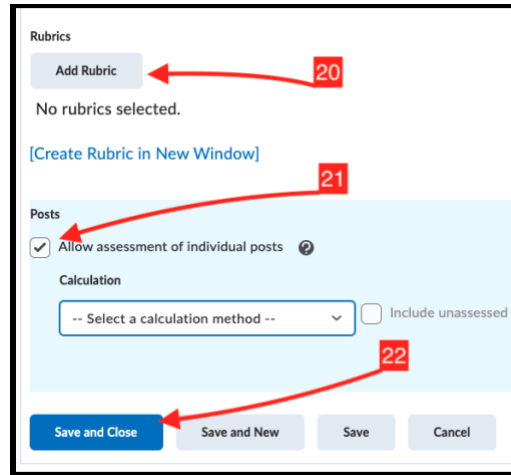 Rubrics
Add Rubric
20
No rubrics selected.
[Create Rubric in New Window]
21
Posts
Allow assessment of individual posts ?
Calculation
-- Select a calculation method --
Include unassessed
22
Save and Close
Save and New
Save
Cancel